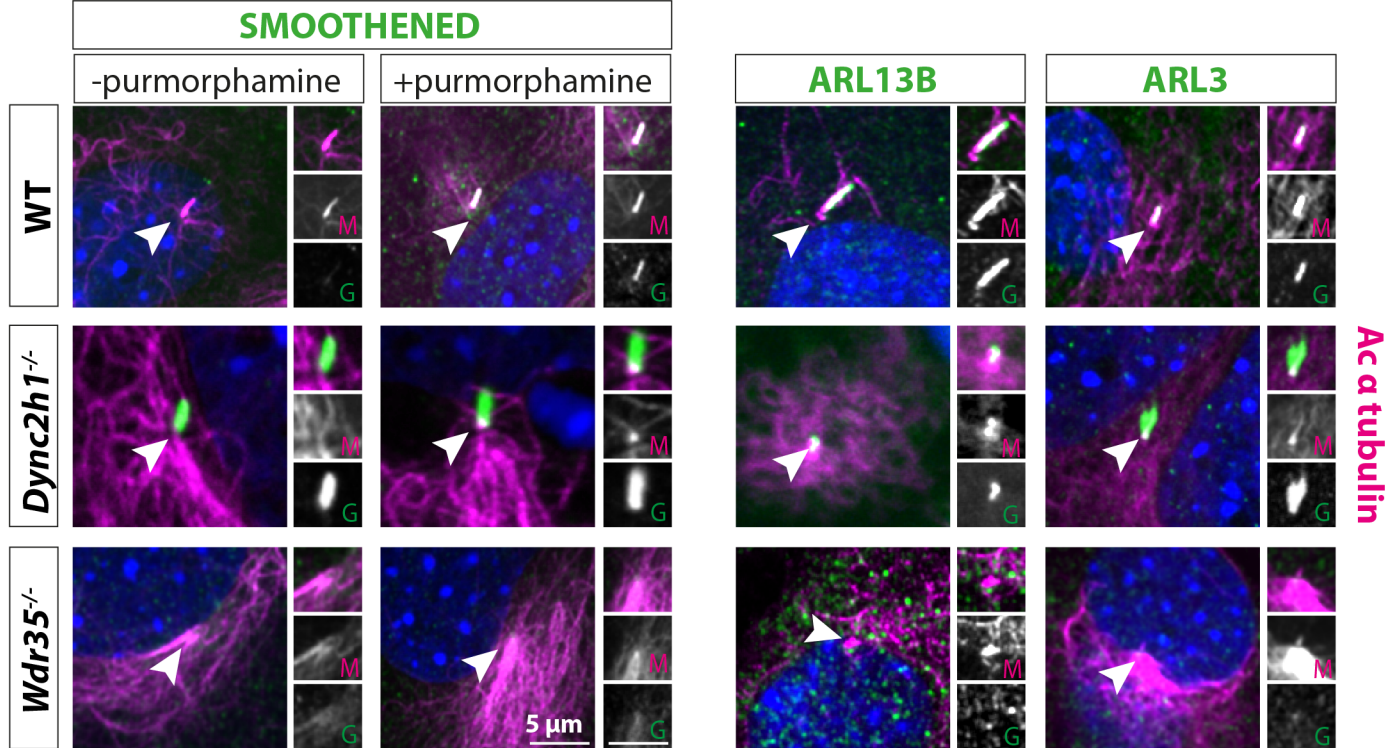 SMOOTHENED
-purmorphamine +purmorphamine ARL13B ARL3
WT
M M M M
G G G G
Dync2h1-/-
M M M M
G G G G
Ac α tubulin
Wdr35-/-
M M M M
5 µm
G G G G